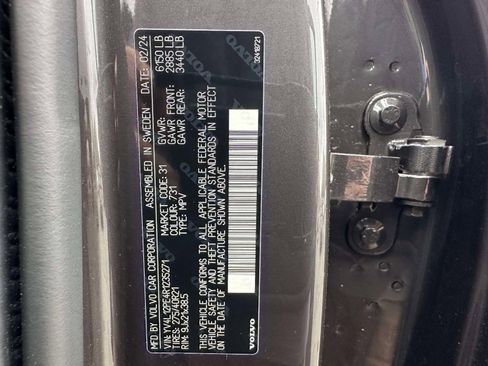 MFD BY VOLVO CAR CORPORATION ASSEMBLED IN SWEDEN DATE: 02/24
VIN: YV4L12PE4R1235271
TIRES: 275/40R21
RIM: 9Jx21x38.5
MARKET CODE: 31
COLOUR: 731
TYPE: MPV
GVWR: 6150 LB
GAWR FRONT: 2885 LB
GAWR REAR: 3440 LB
THIS VEHICLE CONFORMS TO ALL APPLICABLE FEDERAL MOTOR
VEHICLE SAFETY AND THEFT PREVENTION STANDARDS IN EFFECT
ON THE DATE OF MANUFACTURE SHOWN ABOVE.
VOLVO
32418721